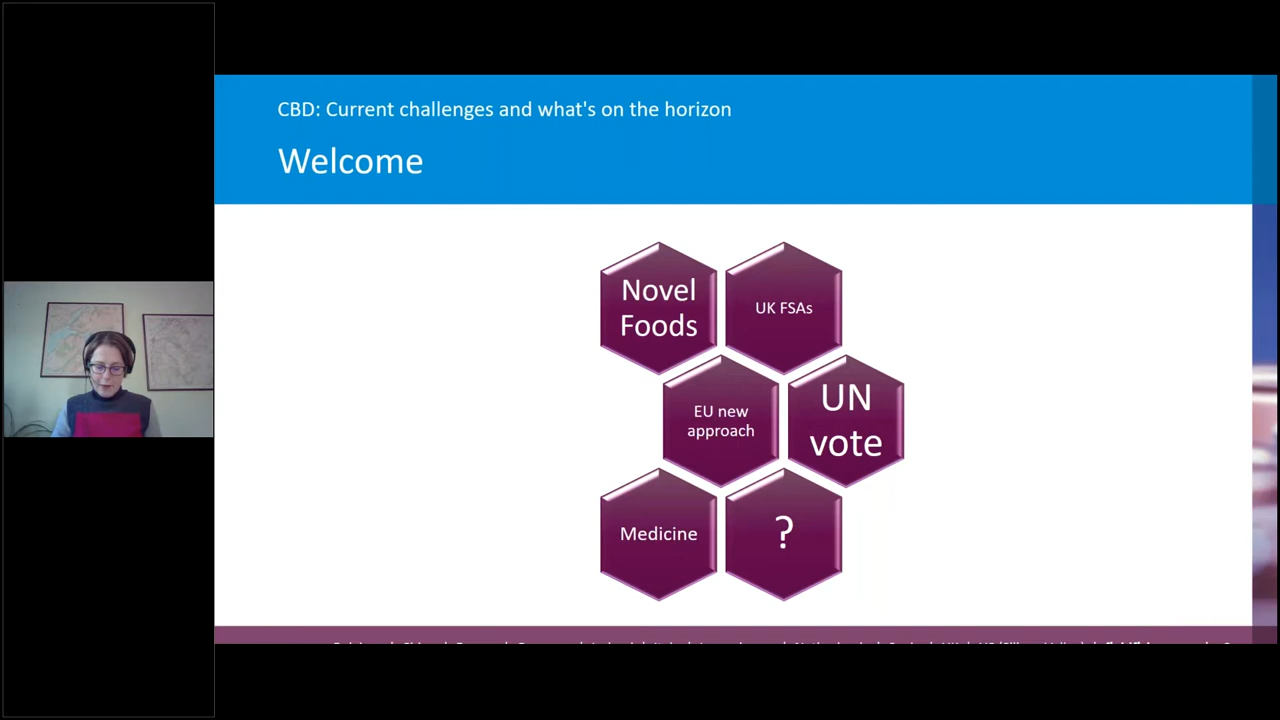 CBD: Current challenges and what's on the horizon
Welcome
Novel
Foods
UK FSAs
EU new
approach
UN
vote
Medicine
?